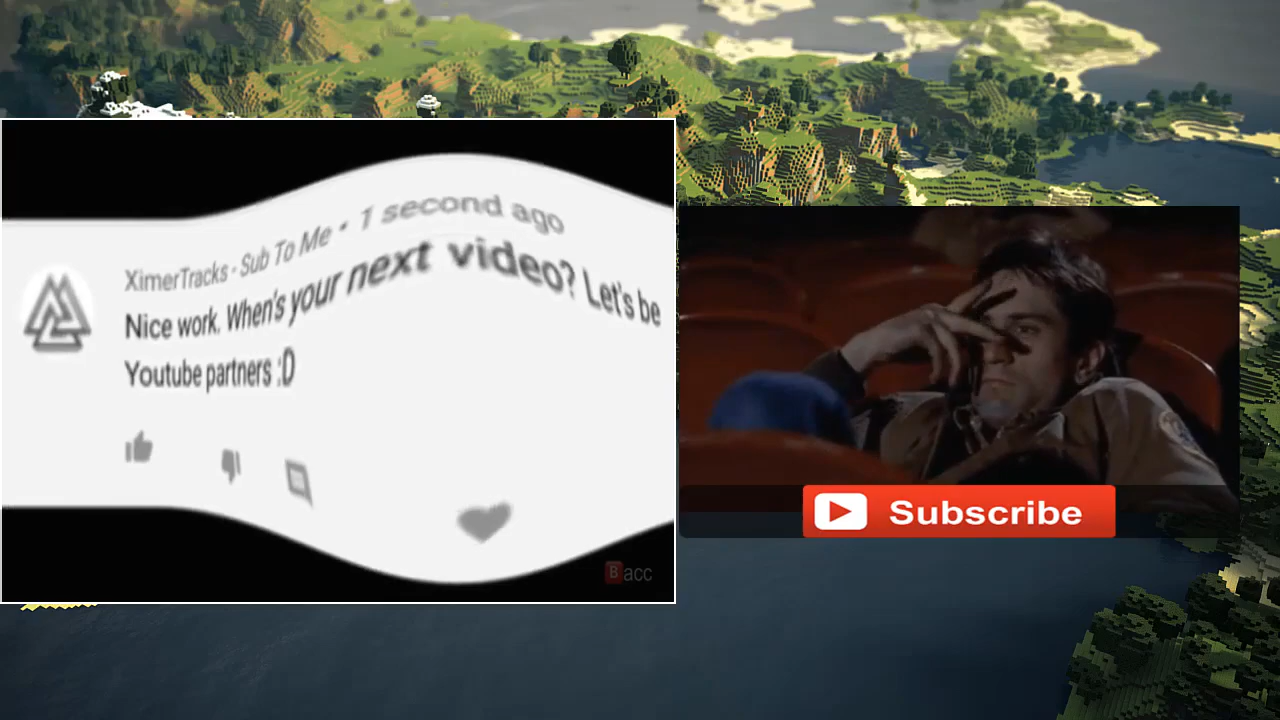 XimerTracks - Sub To Me • 1 second ago
Nice work. When's your next video? Let's be
Youtube partners :D
Bacc
Subscribe